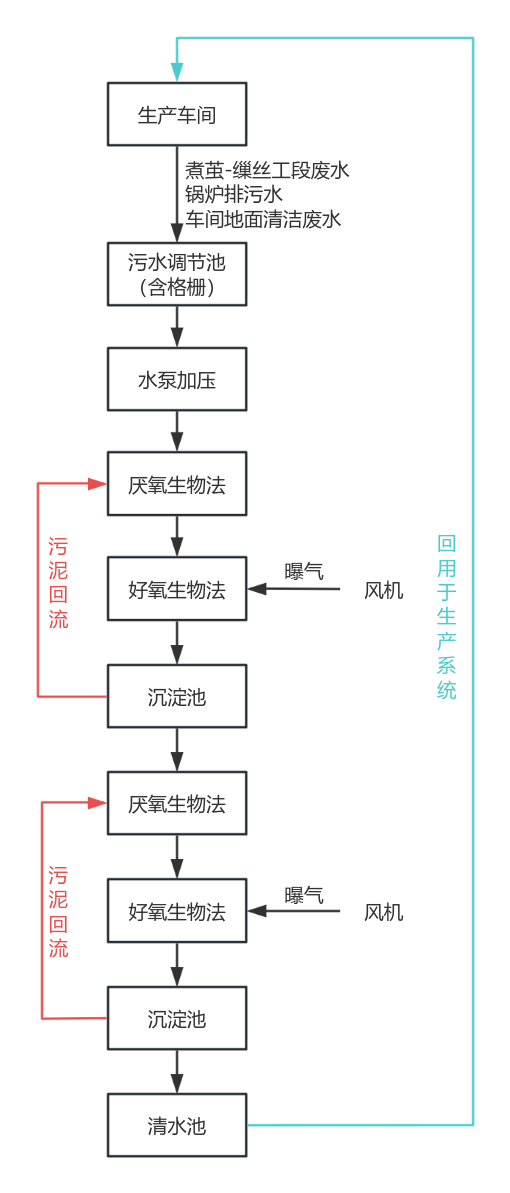 生产车间
煮茧-缫丝工段废水
锅炉排污水
车间地面清洁废水
污水调节池
（含格栅）
水泵加压
厌氧生物法
污泥回流
好氧生物法
曝气
风机
回用于生产系统
沉淀池
厌氧生物法
污泥回流
好氧生物法
曝气
风机
沉淀池
清水池